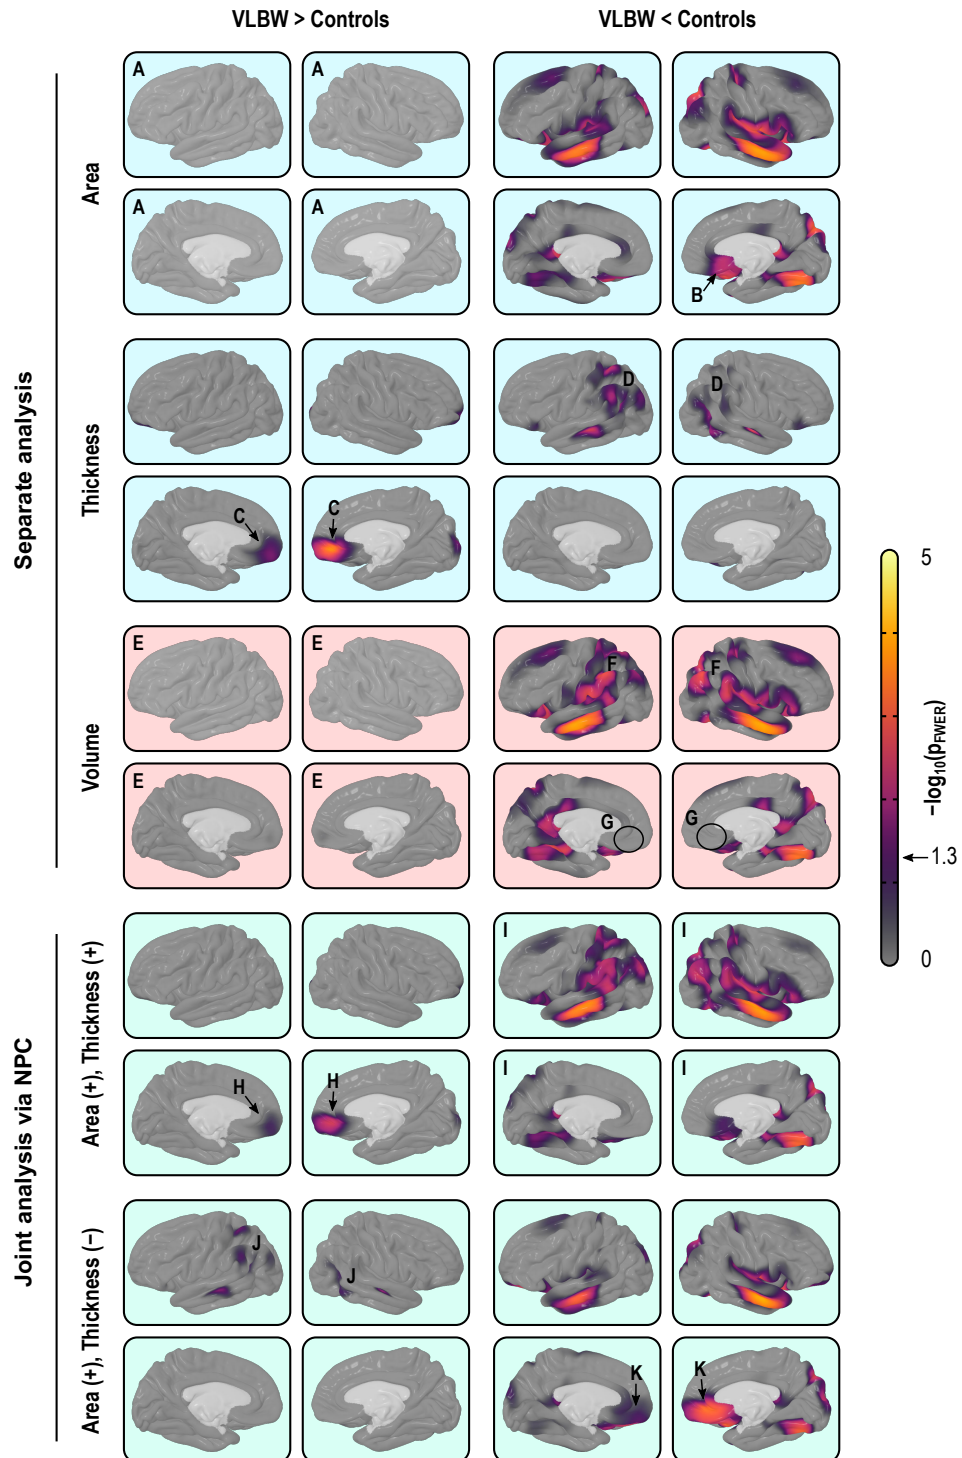 VLBW > Controls
VLBW < Controls
Separate analysis
Area
A
A
A
A
B
Thickness
D
D
C
C
Volume
E
E
F
F
E
E
G
G
5
−log10(pFWER)
1.3
0
Joint analysis via NPC
Area (+), Thickness (+)
I
I
H
H
I
I
Area (+), Thickness (−)
J
J
K
K